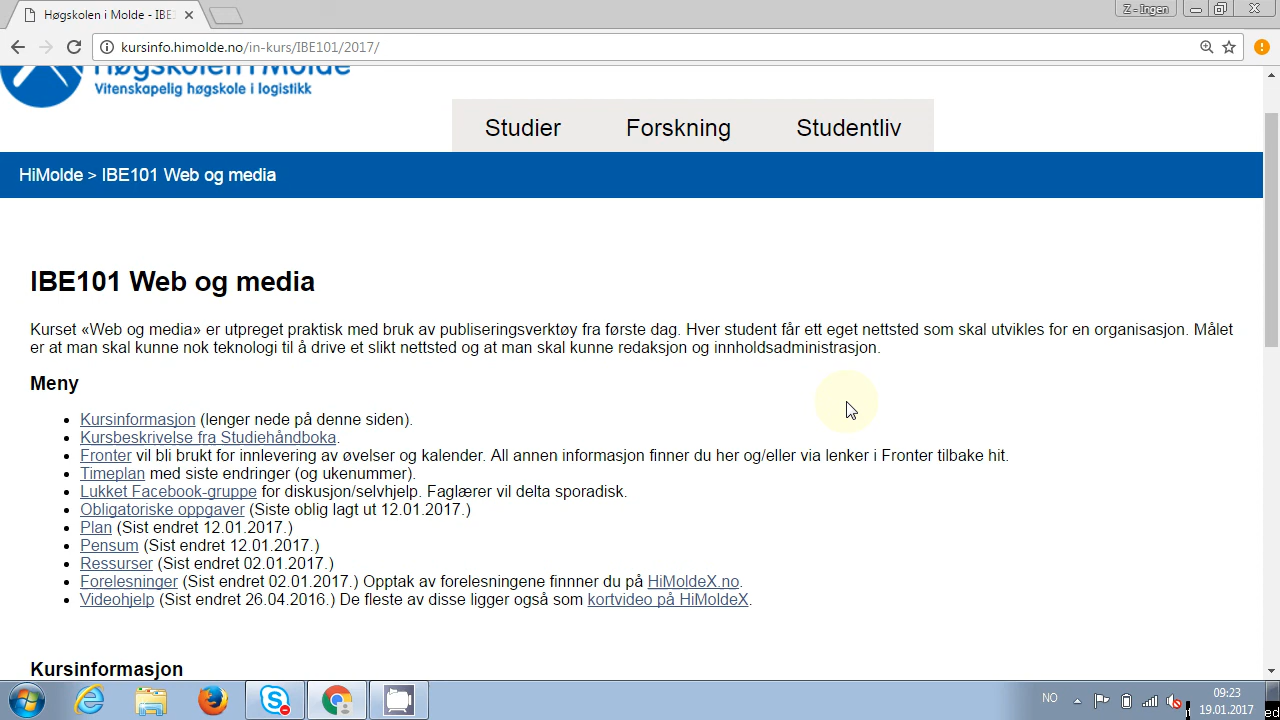 Høgskolen i Molde - IBE1
Z - Ingen
kursinfo.himolde.no/in-kurs/IBE101/2017/
Høgskolen i Molde
Vitenskapelig høgskole i logistikk
Studier Forskning Studentliv
HiMolde > IBE101 Web og media
IBE101 Web og media
Kurset «Web og media» er utpreget praktisk med bruk av publiseringsverktøy fra første dag. Hver student får ett eget nettsted som skal utvikles for en organisasjon. Målet
er at man skal kunne nok teknologi til å drive et slikt nettsted og at man skal kunne redaksjon og innholdsadministrasjon.
Meny
Kursinformasjon (lenger nede på denne siden).
Kursbeskrivelse fra Studiehåndboka.
Fronter vil bli brukt for innlevering av øvelser og kalender. All annen informasjon finner du her og/eller via lenker i Fronter tilbake hit.
Timeplan med siste endringer (og ukenummer).
Lukket Facebook-gruppe for diskusjon/selvhjelp. Faglærer vil delta sporadisk.
Obligatoriske oppgaver (Siste oblig lagt ut 12.01.2017.)
Plan (Sist endret 12.01.2017.)
Pensum (Sist endret 12.01.2017.)
Ressurser (Sist endret 02.01.2017.)
Forelesninger (Sist endret 02.01.2017.) Opptak av forelesningene finnner du på HiMoldeX.no.
Videohjelp (Sist endret 26.04.2016.) De fleste av disse ligger også som kortvideo på HiMoldeX.
Kursinformasjon
NO
09:23
19.01.2017